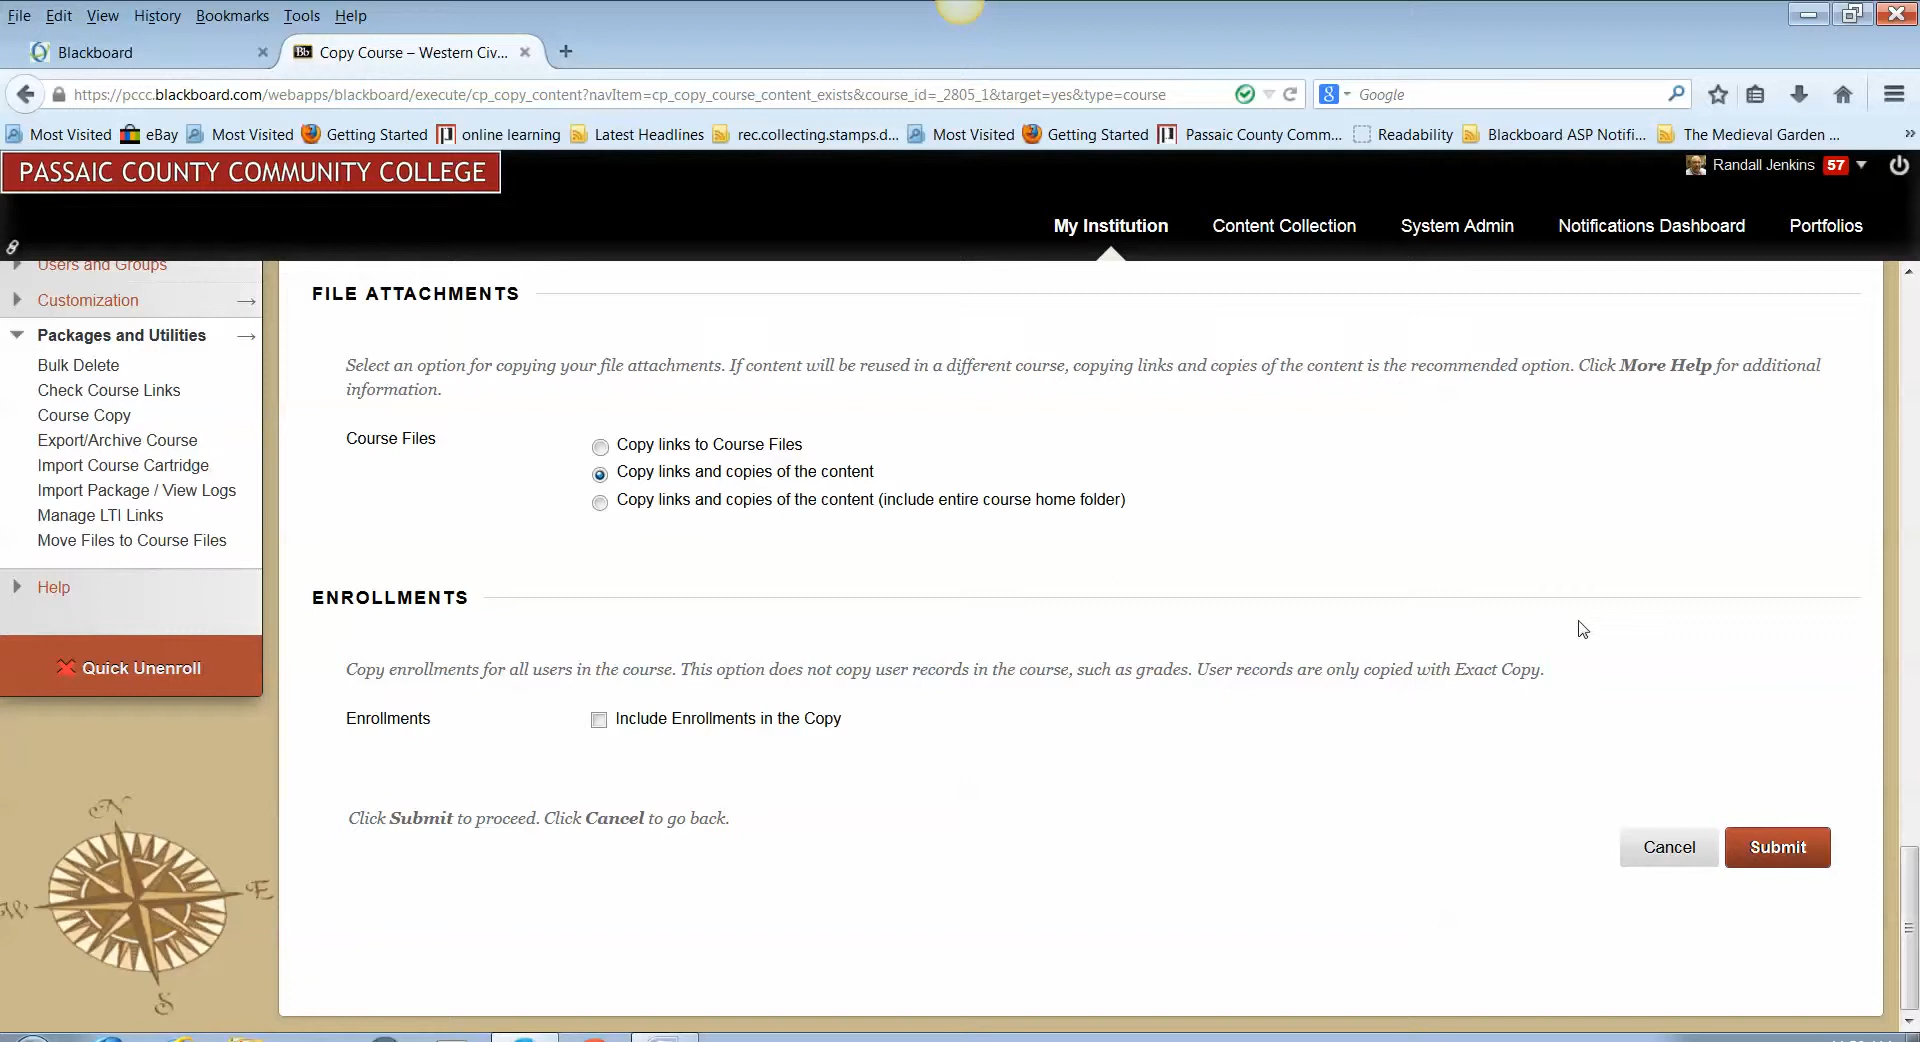 File Edit View History Bookmarks Tools Help
Blackboard
Bb Copy Course – Western Civ...
https://pccc.blackboard.com/webapps/blackboard/execute/cp_copy_content?navItem=cp_copy_course_content_exists&course_id=_2805_1&target=yes&type=course
8 Google
Most Visited eBay Most Visited Getting Started online learning Latest Headlines rec.collecting.stamps.d... Most Visited Getting Started Passaic County Comm... Readability Blackboard ASP Notifi... The Medieval Garden ...
PASSAIC COUNTY COMMUNITY COLLEGE
Randall Jenkins 57
My Institution Content Collection System Admin Notifications Dashboard Portfolios
Users and Groups
Customization
Packages and Utilities
Bulk Delete
Check Course Links
Course Copy
Export/Archive Course
Import Course Cartridge
Import Package / View Logs
Manage LTI Links
Move Files to Course Files
Help
Quick Unenroll
N
E
W
S
FILE ATTACHMENTS
Select an option for copying your file attachments. If content will be reused in a different course, copying links and copies of the content is the recommended option. Click More Help for additional
information.
Course Files
Copy links to Course Files
Copy links and copies of the content
Copy links and copies of the content (include entire course home folder)
ENROLLMENTS
Copy enrollments for all users in the course. This option does not copy user records in the course, such as grades. User records are only copied with Exact Copy.
Enrollments
Include Enrollments in the Copy
Click Submit to proceed. Click Cancel to go back.
Cancel Submit